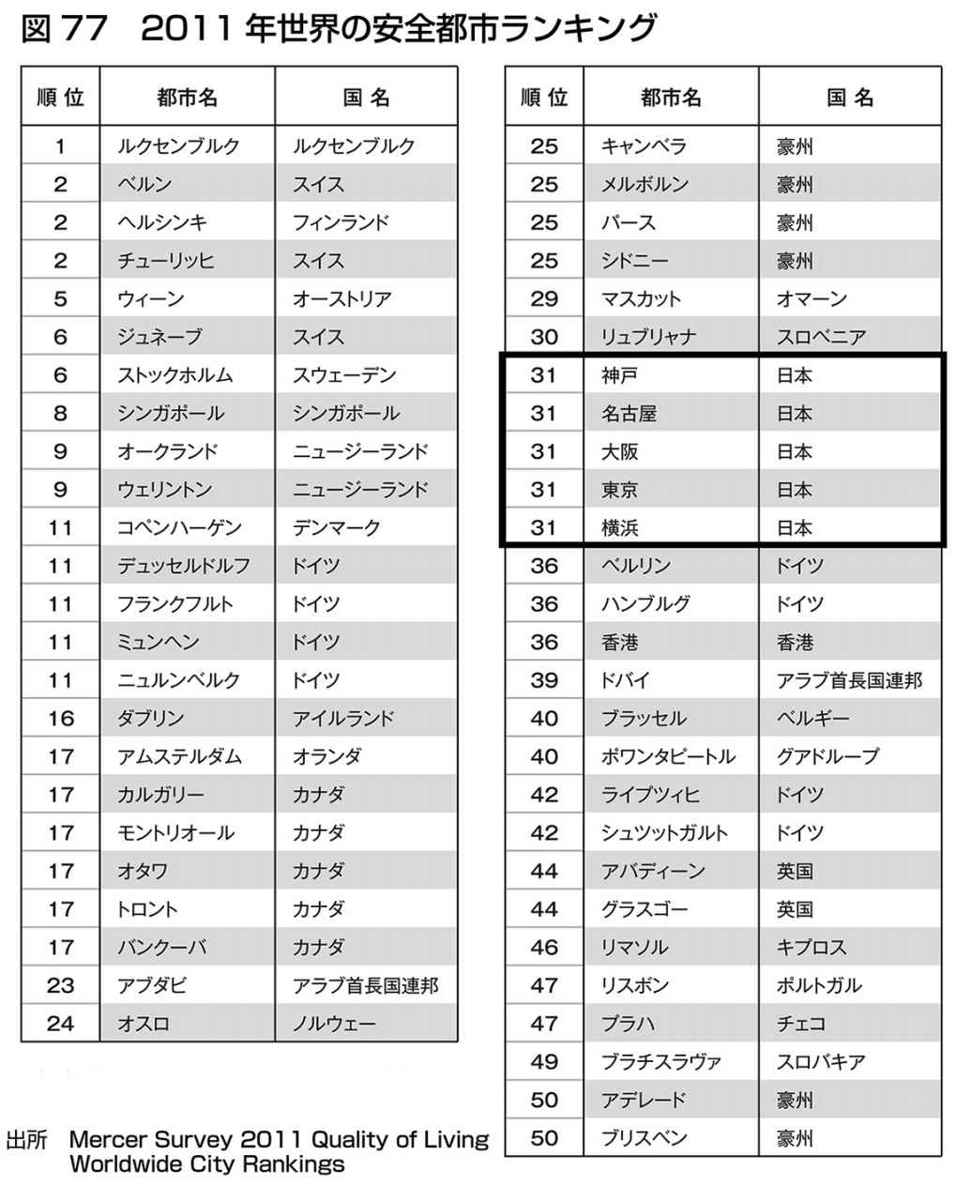 図 77 2011 年世界の安全都市ランキング
順 位 都市名 国 名
1 ルクセンブルク ルクセンブルク
2 ベルン スイス
2 ヘルシンキ フィンランド
2 チューリッヒ スイス
5 ウィーン オーストリア
6 ジュネーブ スイス
6 ストックホルム スウェーデン
8 シンガポール シンガポール
9 オークランド ニュージーランド
9 ウェリントン ニュージーランド
11 コペンハーゲン デンマーク
11 デュッセルドルフ ドイツ
11 フランクフルト ドイツ
11 ミュンヘン ドイツ
11 ニュルンベルク ドイツ
16 ダブリン アイルランド
17 アムステルダム オランダ
17 カルガリー カナダ
17 モントリオール カナダ
17 オタワ カナダ
17 トロント カナダ
17 バンクーバ カナダ
23 アブダビ アラブ首長国連邦
24 オスロ ノルウェー
順 位 都市名 国 名
25 キャンベラ 豪州
25 メルボルン 豪州
25 パース 豪州
25 シドニー 豪州
29 マスカット オマーン
30 リュブリャナ スロベニア
31 神戸 日本
31 名古屋 日本
31 大阪 日本
31 東京 日本
31 横浜 日本
36 ベルリン ドイツ
36 ハンブルグ ドイツ
36 香港 香港
39 ドバイ アラブ首長国連邦
40 ブラッセル ベルギー
40 ポワンタピートル グアドループ
42 ライプツィヒ ドイツ
42 シュツットガルト ドイツ
44 アバディーン 英国
44 グラスゴー 英国
46 リマソル キプロス
47 リスボン ポルトガル
47 プラハ チェコ
49 ブラチスラヴァ スロバキア
50 アデレード 豪州
50 ブリスベン 豪州
出所 Mercer Survey 2011 Quality of Living
Worldwide City Rankings